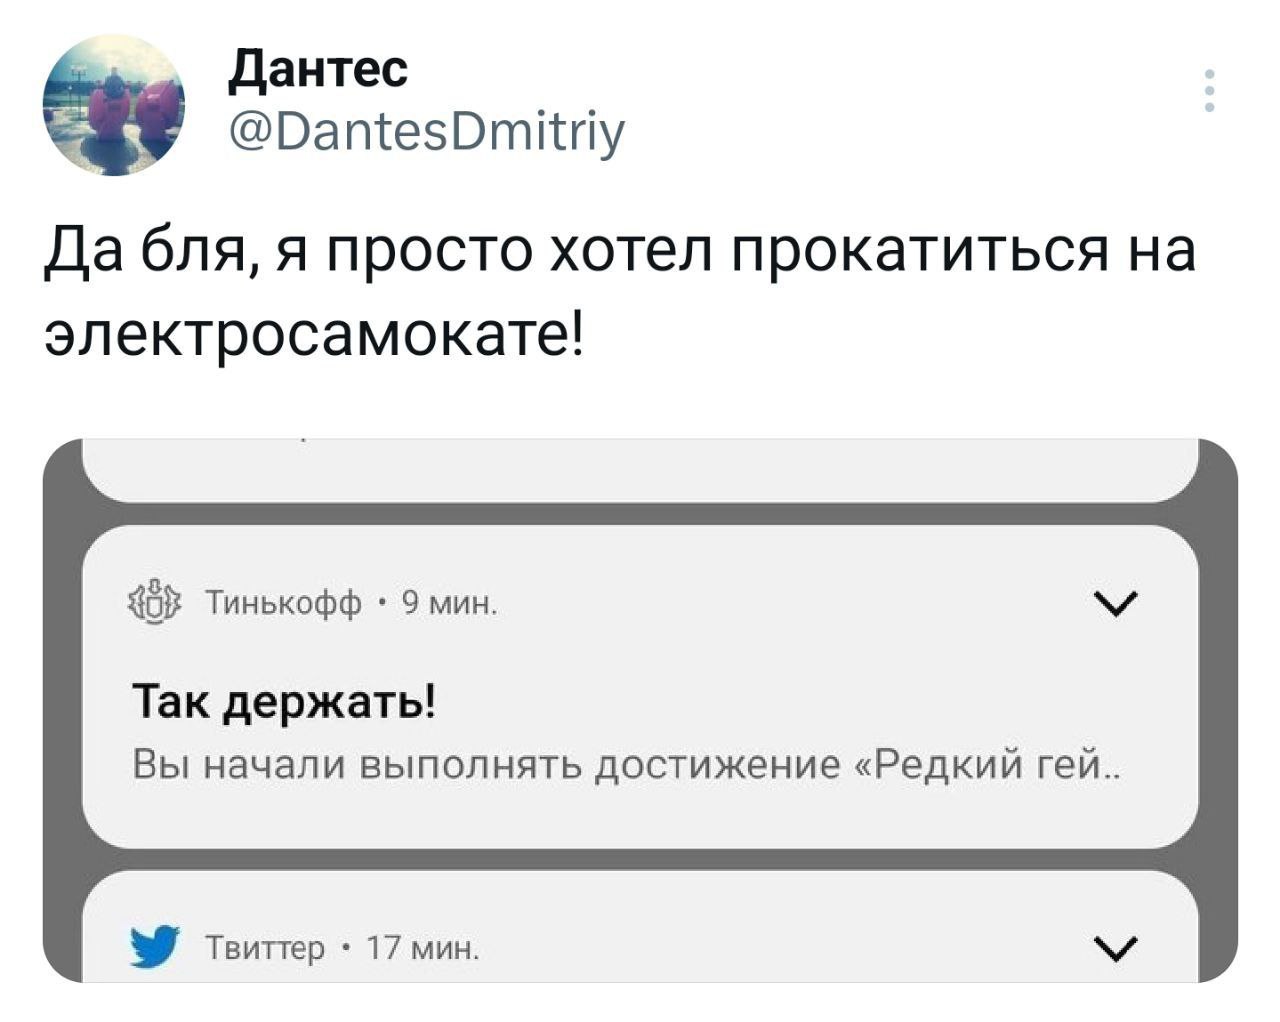 Дантес
@DantesDmitriy
Да бля, я просто хотел прокатиться на
электросамокате!
Тинькофф • 9 мин.
Так держать!
Вы начали выполнять достижение «Редкий гей..
Твиттер • 17 мин.